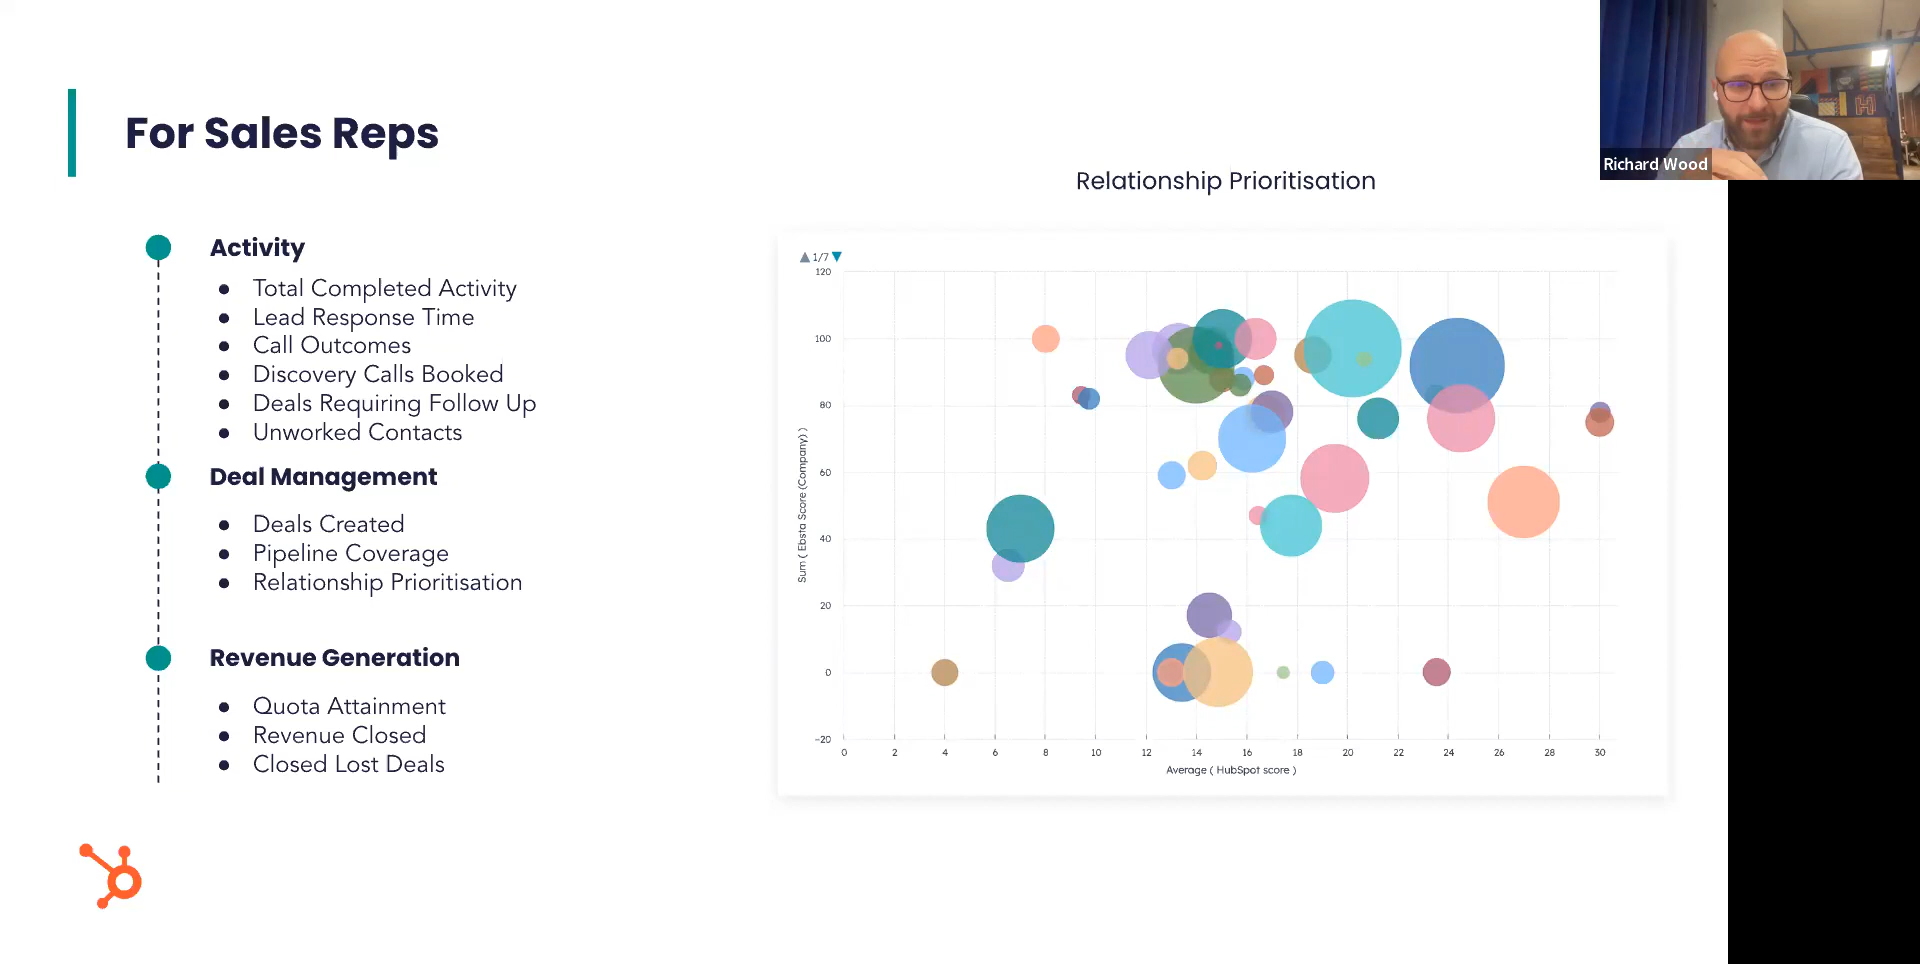 For Sales Reps
Activity
● Total Completed Activity
● Lead Response Time
● Call Outcomes
● Discovery Calls Booked
● Deals Requiring Follow Up
● Unworked Contacts
Deal Management
● Deals Created
● Pipeline Coverage
● Relationship Prioritisation
Revenue Generation
● Quota Attainment
● Revenue Closed
● Closed Lost Deals
Relationship Prioritisation
▲ 1/7 ▼
120
100
80
60
40
20
0
-20
Sum ( Ebsta Score (Company) )
0 2 4 6 8 10 12 14 16 18 20 22 24 26 28 30
Average ( HubSpot score )
Richard Wood